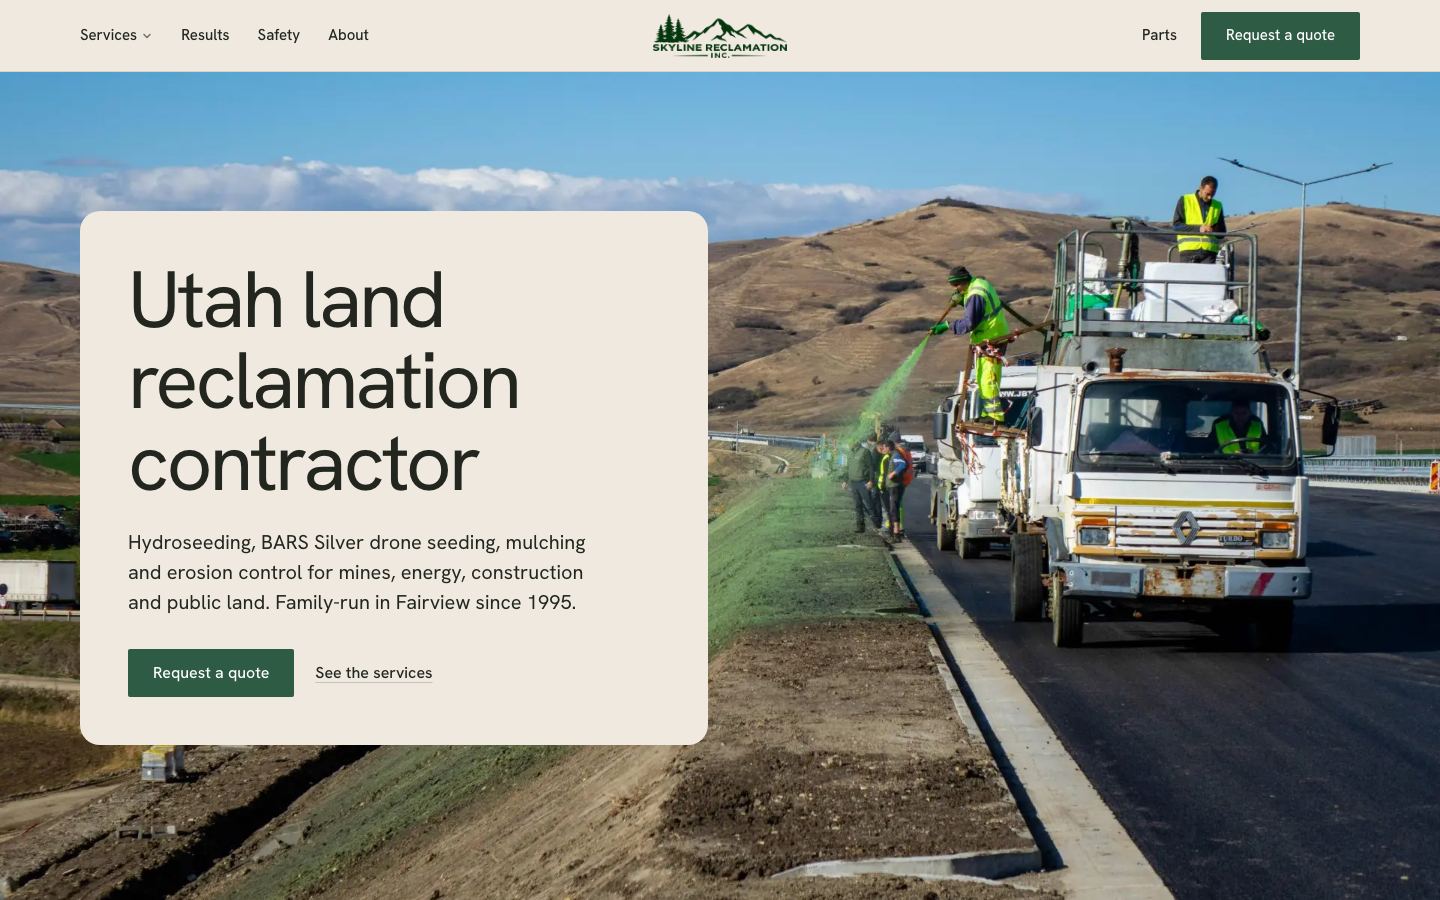 Services
Results
Safety
About
SKYLINE RECLAMATION
INC.
Parts
Request a quote
Utah land
reclamation
contractor
Hydroseeding, BARS Silver drone seeding, mulching
and erosion control for mines, energy, construction
and public land. Family-run in Fairview since 1995.
Request a quote
See the services
TURBO